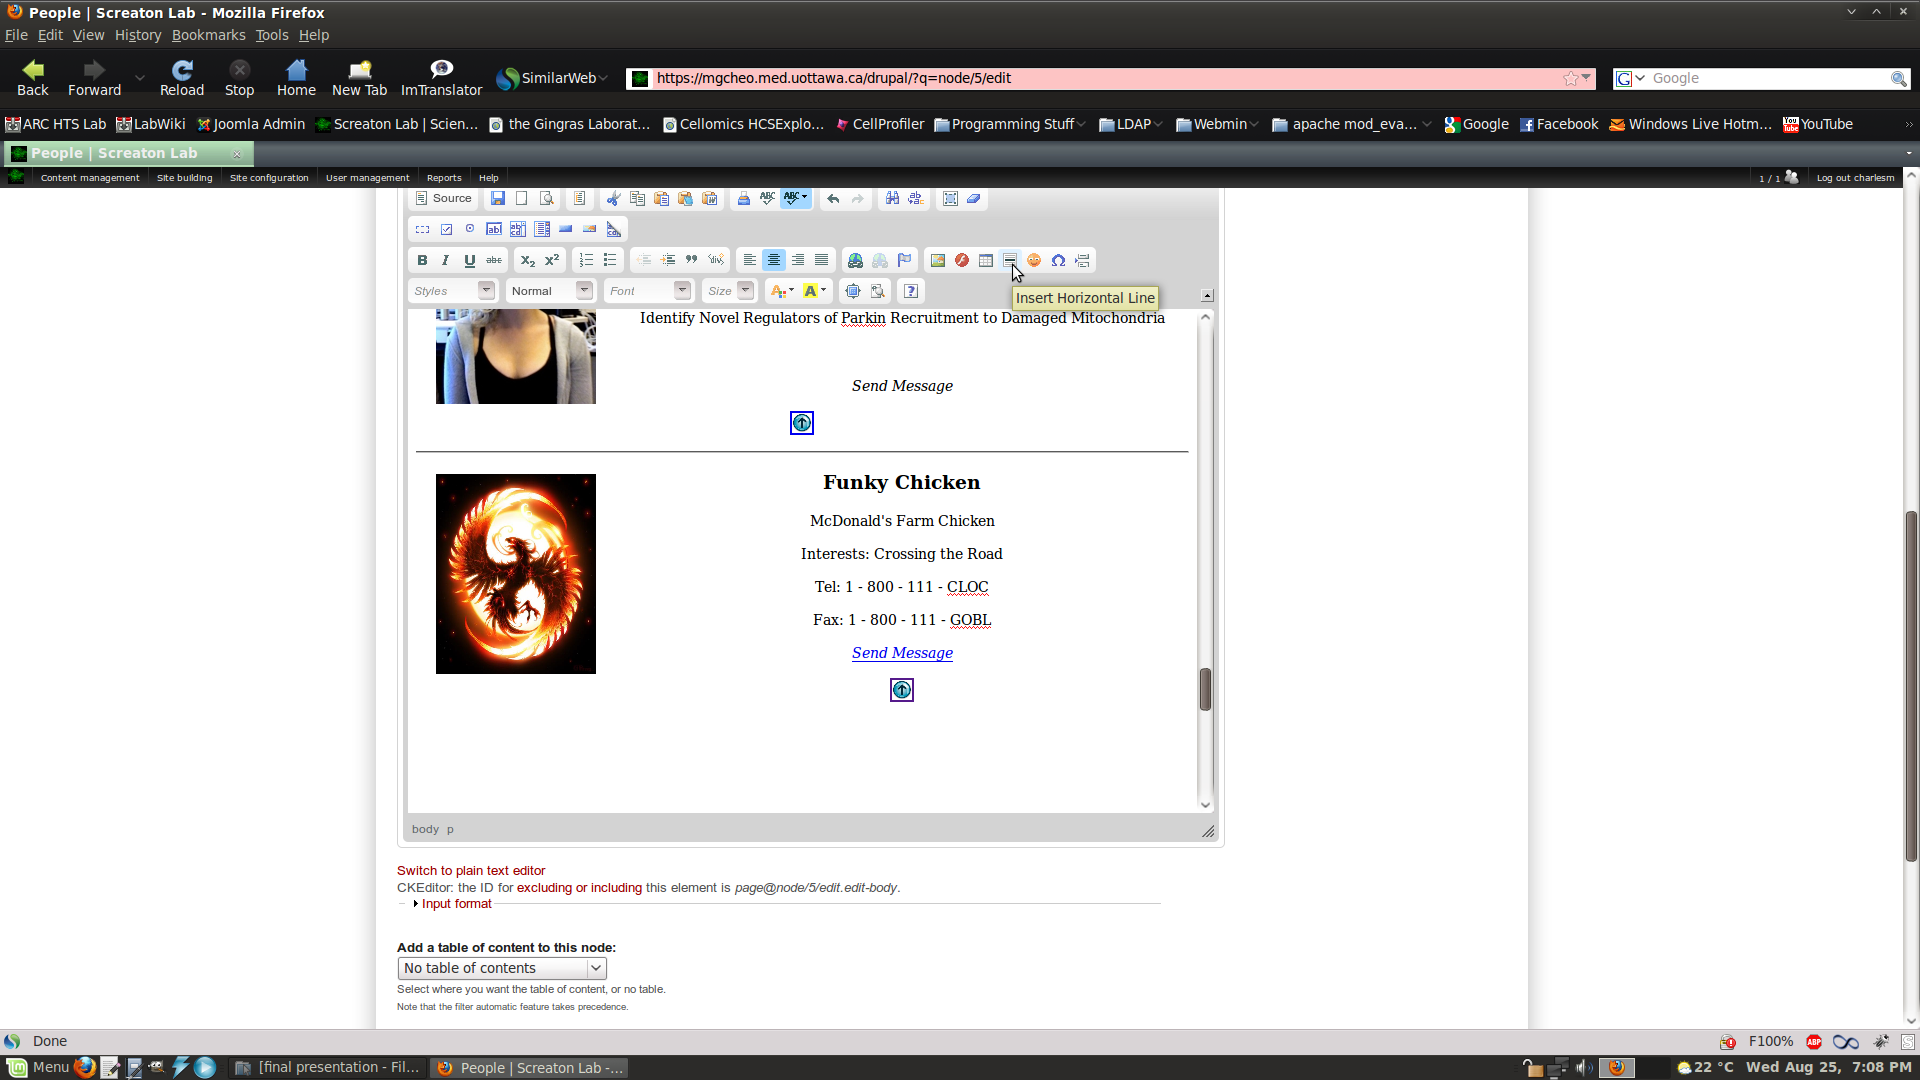 People | Screaton Lab - Mozilla Firefox
File Edit View History Bookmarks Tools Help
Back Forward Reload Stop Home New Tab ImTranslator SimilarWeb https://mgcheo.med.uottawa.ca/drupal/?q=node/5/edit Google
ARC HTS Lab LabWiki Joomla Admin Screaton Lab | Scien... the Gingras Laborat... Cellomics HCSExplo... CellProfiler Programming Stuff LDAP Webmin apache mod_eva... Google Facebook Windows Live Hotm... YouTube
People | Screaton Lab
Content management Site building Site configuration User management Reports Help 1 / 1 Log out charlesm
Source
Styles Normal Font Size
Insert Horizontal Line
Identify Novel Regulators of Parkin Recruitment to Damaged Mitochondria
Send Message
Funky Chicken
McDonald's Farm Chicken
Interests: Crossing the Road
Tel: 1 - 800 - 111 - CLOC
Fax: 1 - 800 - 111 - GOBL
Send Message
body p
Switch to plain text editor
CKEditor: the ID for excluding or including this element is page@node/5/edit.edit-body.
Input format
Add a table of content to this node:
No table of contents
Select where you want the table of content, or no table.
Note that the filter automatic feature takes precedence.
Done F100% ABP
Menu [final presentation - Fil... People | Screaton Lab -... 22 °C Wed Aug 25, 7:08 PM